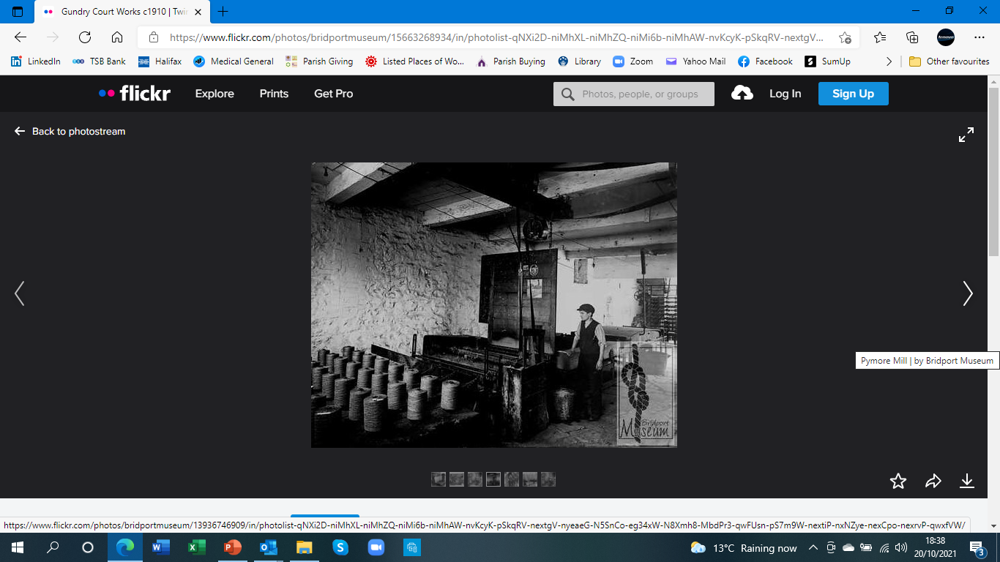 Gundry Court Works c1910 | Twi
https://www.flickr.com/photos/bridportmuseum/15663268934/in/photolist-qNXi2D-niMhXL-niMhZQ-niMi6b-niMhAW-nvKcyK-pSkqRV-nextgV...
LinkedIn TSB Bank Halifax Medical General Parish Giving Listed Places of Wo... Parish Buying Library Zoom Yahoo Mail Facebook SumUp Other favourites
flickr Explore Prints Get Pro Photos, people, or groups Log In Sign Up
Back to photostream
Pymore Mill | by Bridport Museum
Bridport
Museum
https://www.flickr.com/photos/bridportmuseum/13936746909/in/photolist-qNXi2D-niMhXL-niMhZQ-niMi6b-niMhAW-nvKcyK-pSkqRV-nextgV-nyeaeG-N5SnCo-eg34xW-N8Xmh8-MbdPr3-qwFUsn-pS7m9W-nextiP-nxNZye-nexCpo-nexrvP-qwxfVW/
13°C Raining now
18:38
20/10/2021
3